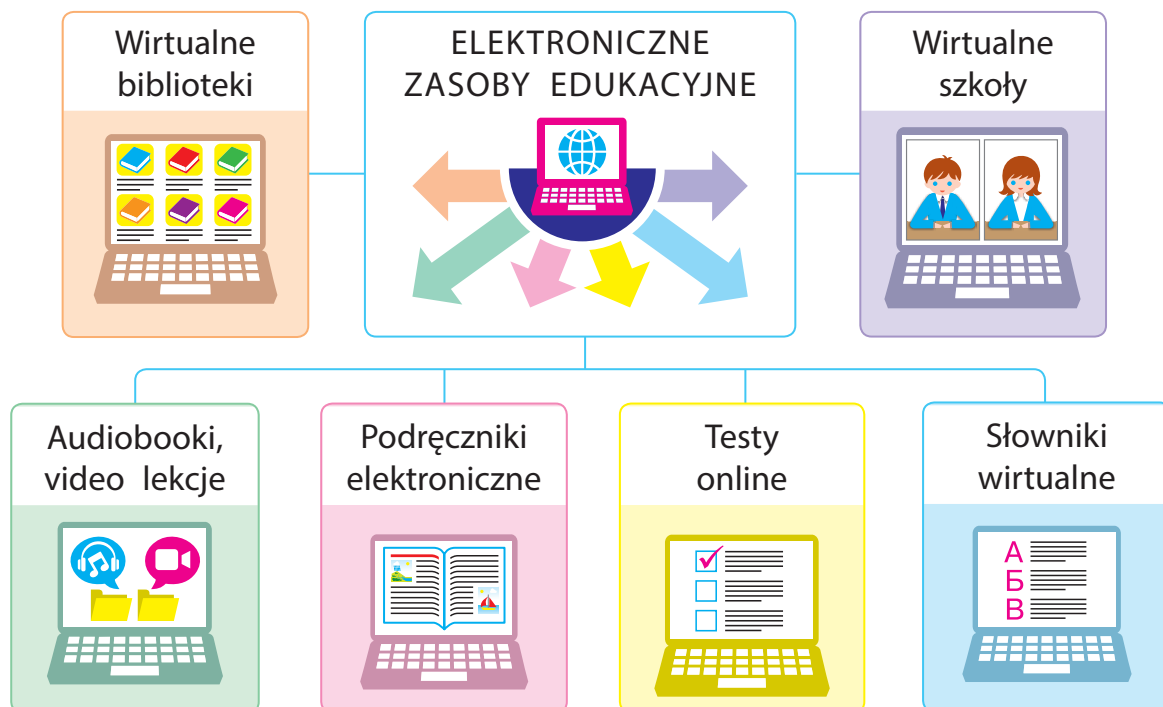 Wirtualne
biblioteki
ELEKTRONICZNE
ZASOBY EDUKACYJNE
Wirtualne
szkoły
Audiobooki,
video lekcje
Podręczniki
elektroniczne
Testy
online
Słowniki
wirtualne
А
Б
В